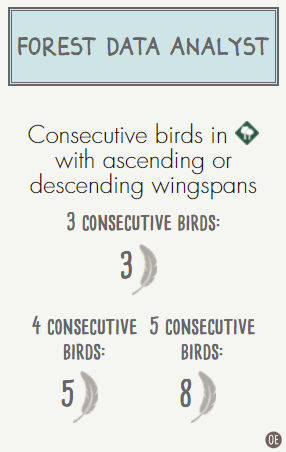 FOREST DATA ANALYST
Consecutive birds in
with ascending or
descending wingspans
3 CONSECUTIVE BIRDS:
3
4 CONSECUTIVE BIRDS:
5
5 CONSECUTIVE BIRDS:
8
OE